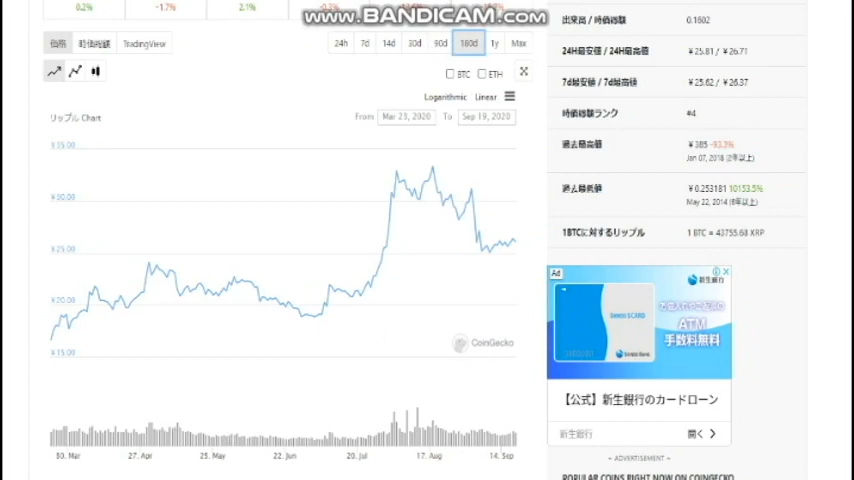 www.BANDICAM.com
0.2% -1.7% 2.1%
価格 時価総額 TradingView
24h 7d 14d 30d 90d 180d 1y Max
BTC ETH
Logarithmic Linear
リップル Chart
From Mar 23, 2020 To Sep 19, 2020
¥35.00
¥30.00
¥25.00
¥20.00
¥15.00
CoinGecko
30. Mar 27. Apr 25. May 22. Jun 20. Jul 17. Aug 14. Sep
出来高 / 時価総額 0.1602
24H最安値 / 24H最高値 ¥25.81 / ¥26.71
7d最安値 / 7d最高値 ¥25.62 / ¥26.37
時価総額ランク #4
過去最高値 ¥385 -93.3%
Jan 07, 2018 (2年以上)
過去最低値 ¥0.253181 10153.5%
May 22, 2014 (6年以上)
1BTCに対するリップル 1 BTC = 43755.68 XRP
Ad
新生銀行
ATM
手数料無料
【公式】新生銀行のカードローン
新生銀行 開く
- ADVERTISEMENT -
POPULAR COINS RIGHT NOW ON COINGECKO